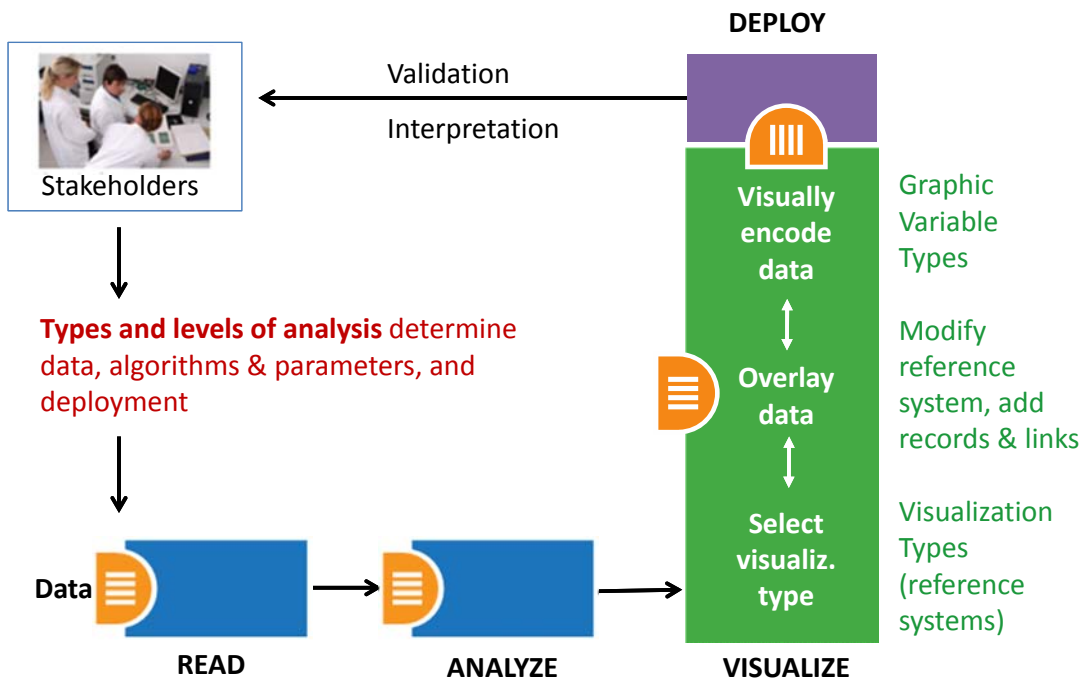 DEPLOY
Validation
Interpretation
Stakeholders
Visually
encode
data
Graphic
Variable
Types
Types and levels of analysis determine
data, algorithms & parameters, and
deployment
Overlay
data
Modify
reference
system, add
records & links
Select
visualiz.
type
Visualization
Types
(reference
systems)
Data
READ
ANALYZE
VISUALIZE